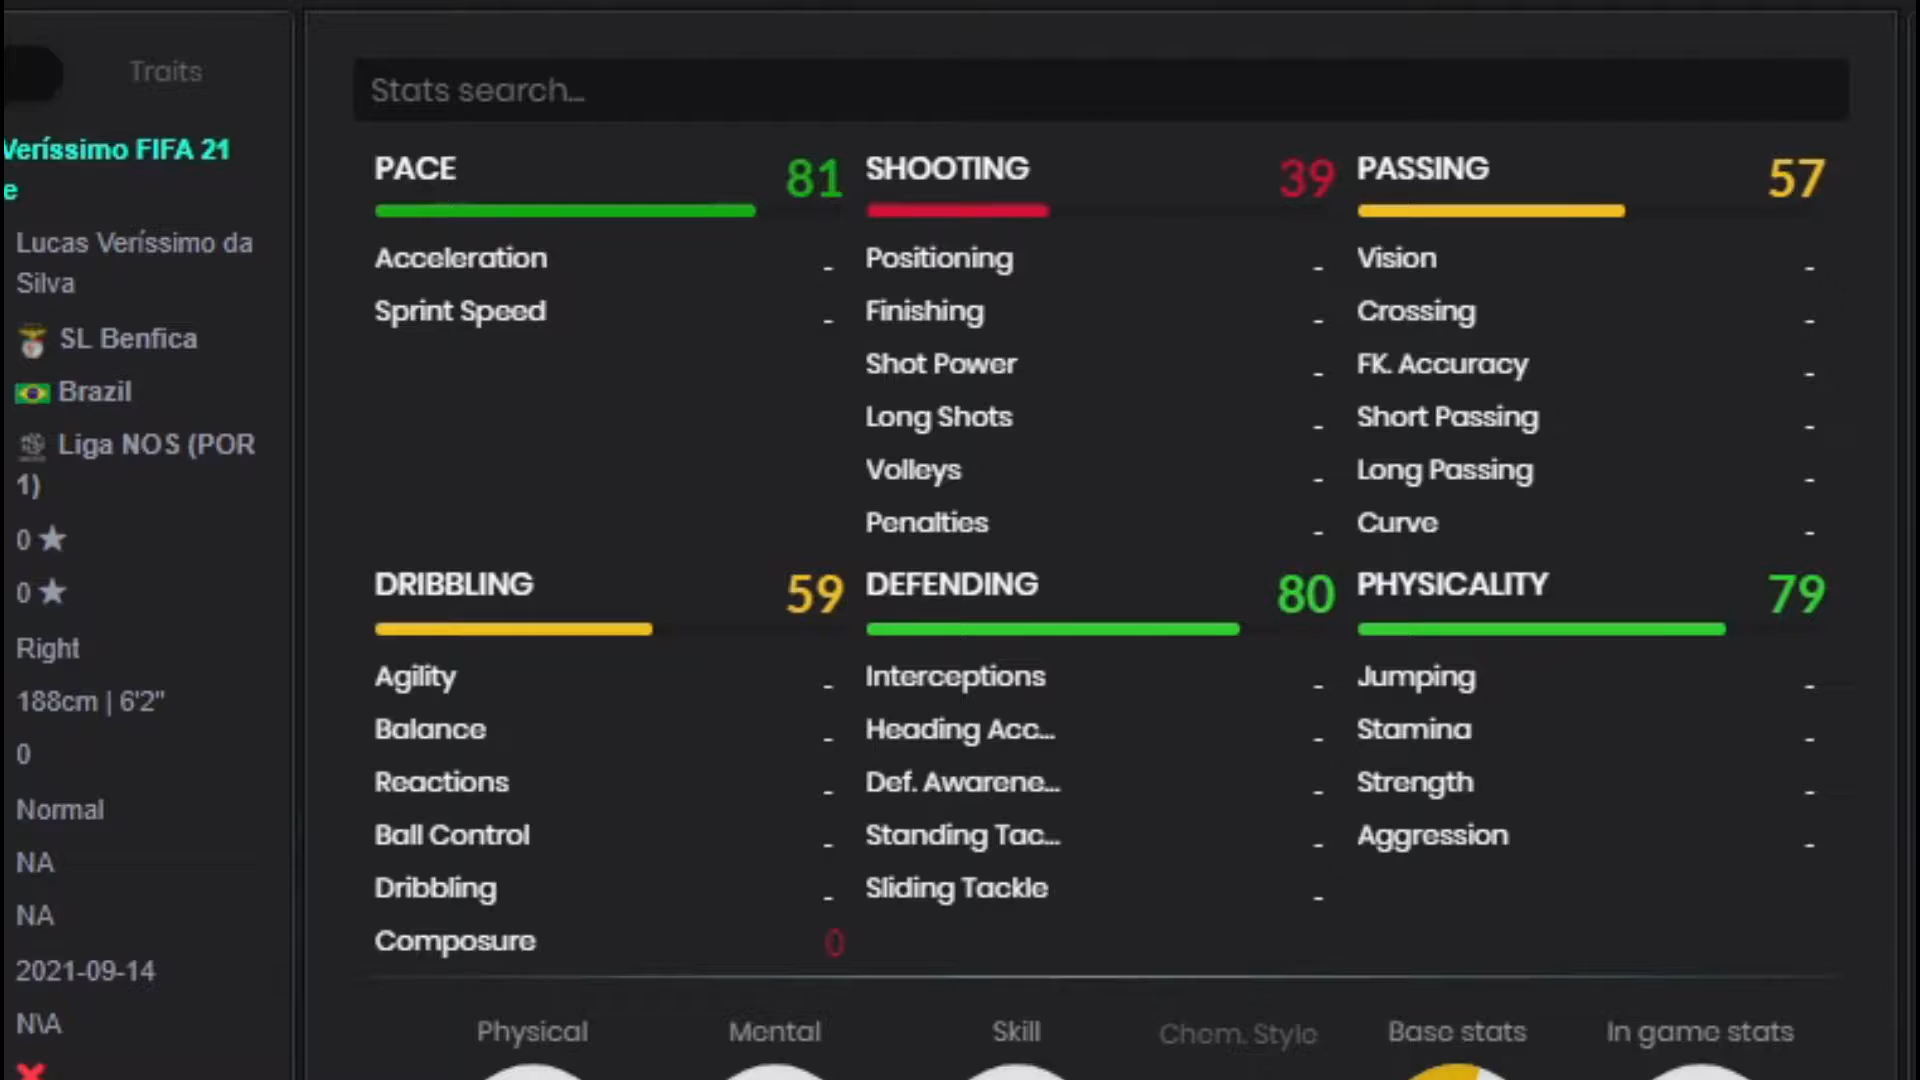 Traits
Veríssimo FIFA 21
e
Lucas Veríssimo da
Silva
SL Benfica
Brazil
Liga NOS (POR
1)
0 ★
0 ★
Right
188cm | 6'2"
0
Normal
NA
NA
2021-09-14
N\A
Stats search...
PACE 81
Acceleration -
Sprint Speed -
SHOOTING 39
Positioning -
Finishing -
Shot Power -
Long Shots -
Volleys -
Penalties -
PASSING 57
Vision -
Crossing -
FK. Accuracy -
Short Passing -
Long Passing -
Curve -
DRIBBLING 59
Agility -
Balance -
Reactions -
Ball Control -
Dribbling -
Composure 0
DEFENDING 80
Interceptions -
Heading Acc... -
Def. Awarene... -
Standing Tac... -
Sliding Tackle -
PHYSICALITY 79
Jumping -
Stamina -
Strength -
Aggression -
Physical Mental Skill Chem. Style Base stats In game stats